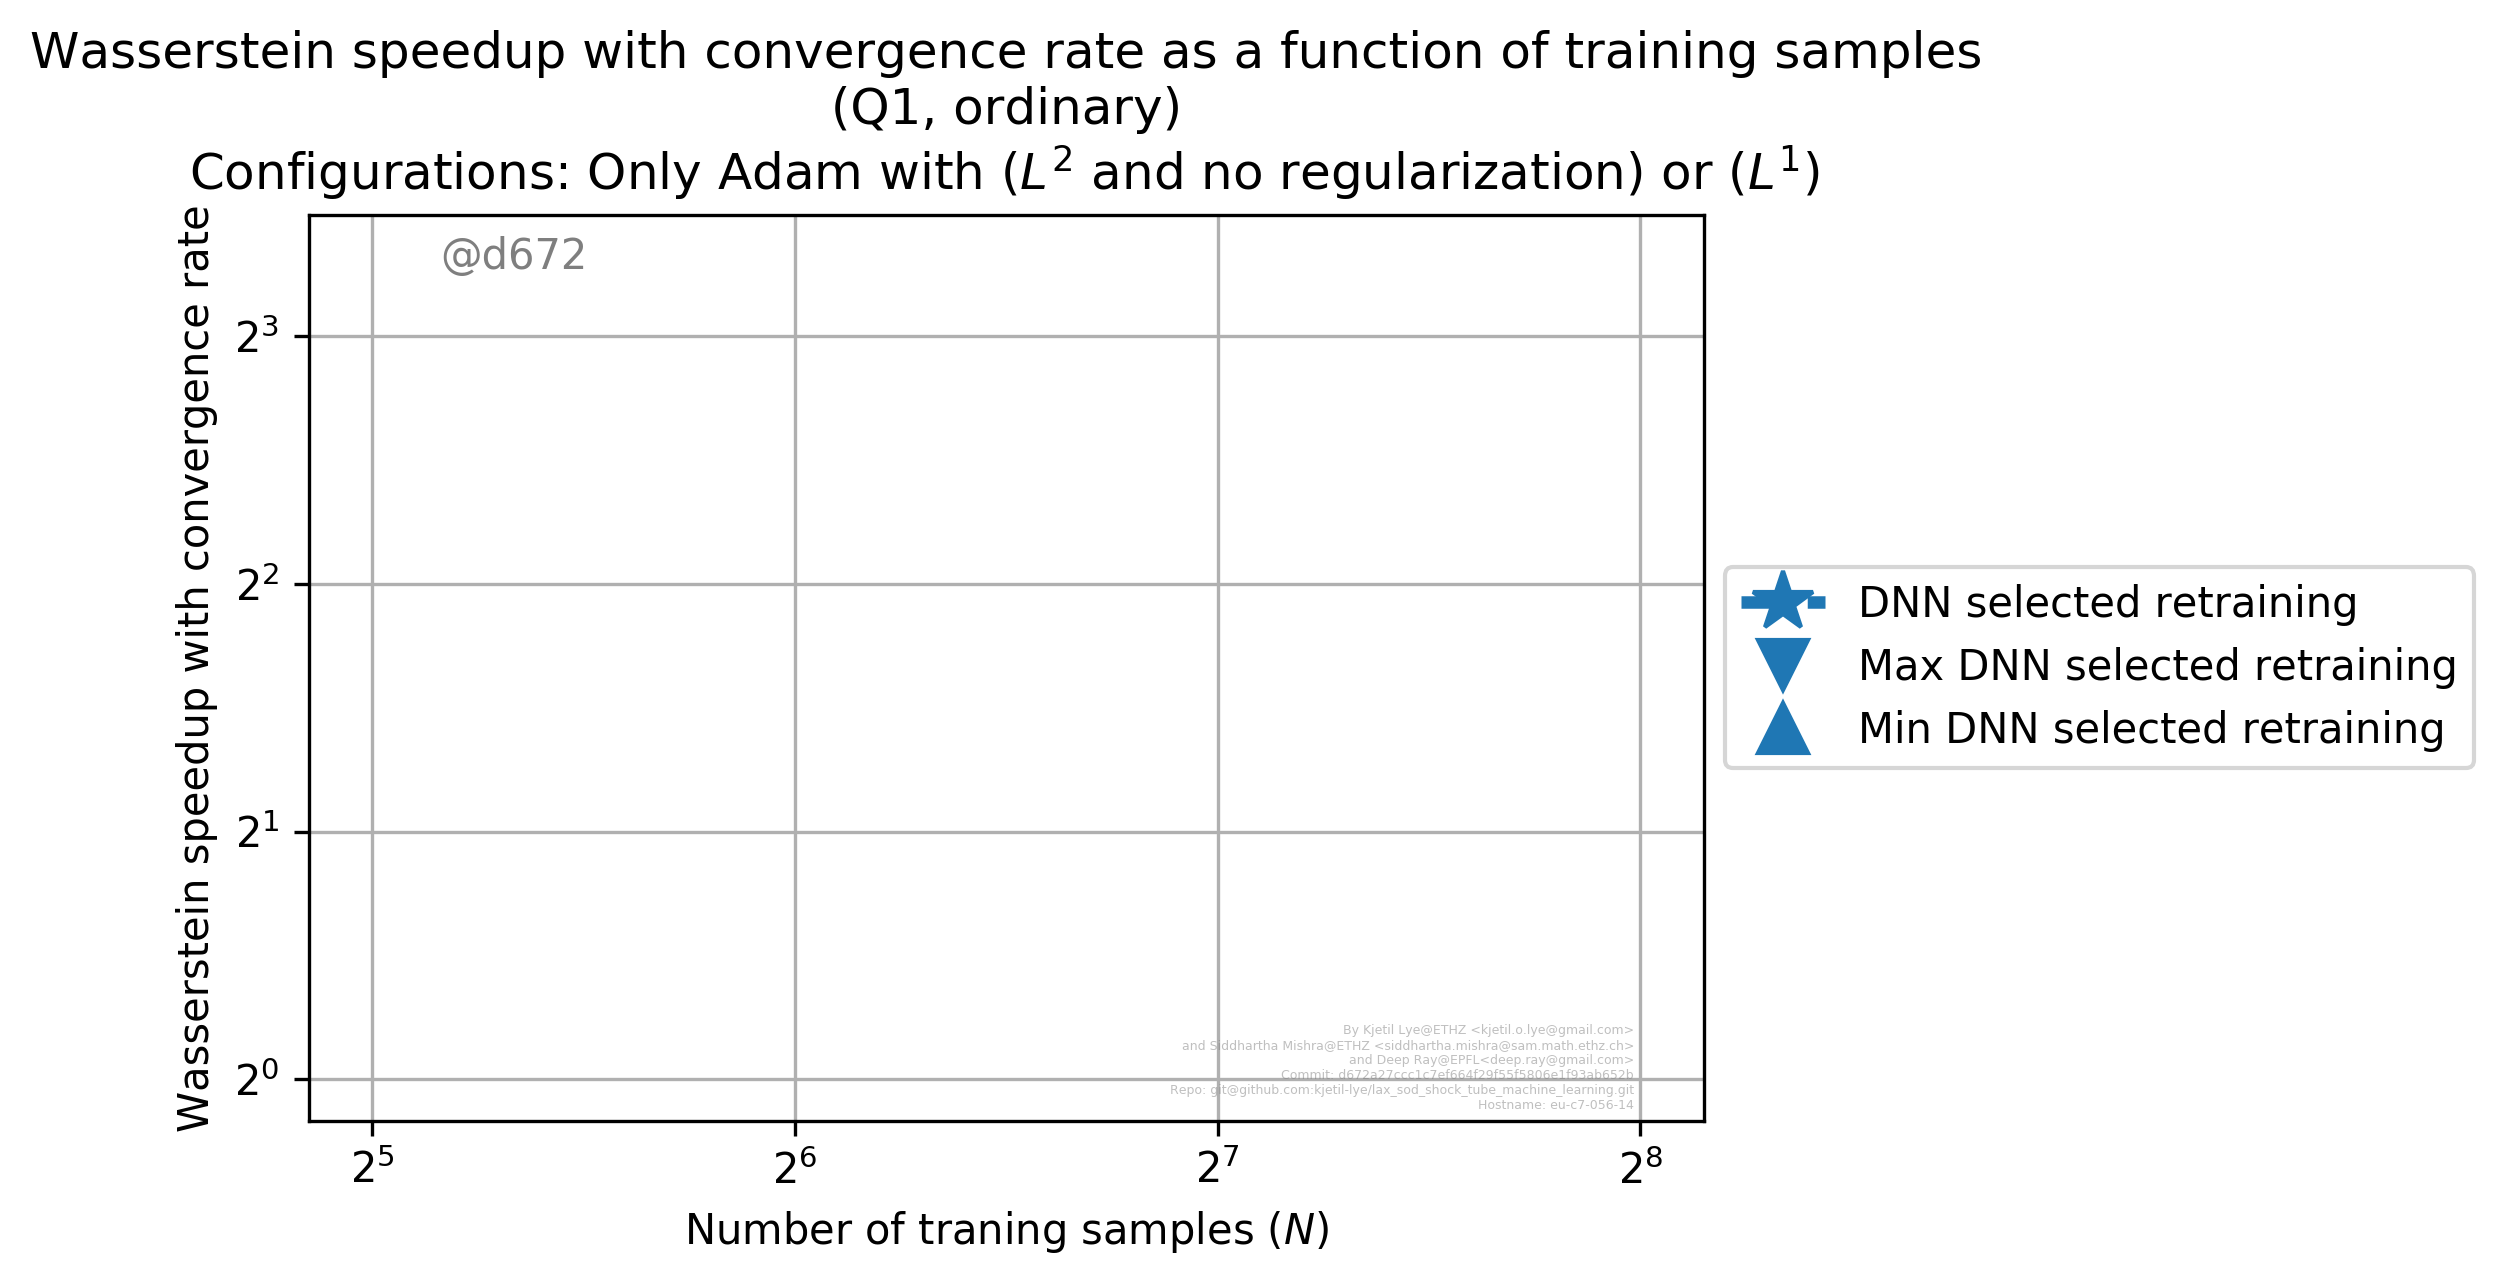 Wasserstein speedup with convergence rate as a function of training samples
(Q1, ordinary)
Configurations: Only Adam with (L² and no regularization) or (L¹)
@d672
Wasserstein speedup with convergence rate
2³
2²
2¹
2⁰
2⁵
2⁶
2⁷
2⁸
Number of traning samples (N)
DNN selected retraining
Max DNN selected retraining
Min DNN selected retraining
By Kjetil Lye@ETHZ <kjetil.o.lye@gmail.com>
and Siddhartha Mishra@ETHZ <siddhartha.mishra@sam.math.ethz.ch>
and Deep Ray@EPFL<deep.ray@gmail.com>
Commit: d672a27ccc1c7ef664f29f55f5806e1f93ab652b
Repo: git@github.com:kjetil-lye/lax_sod_shock_tube_machine_learning.git
Hostname: eu-c7-056-14